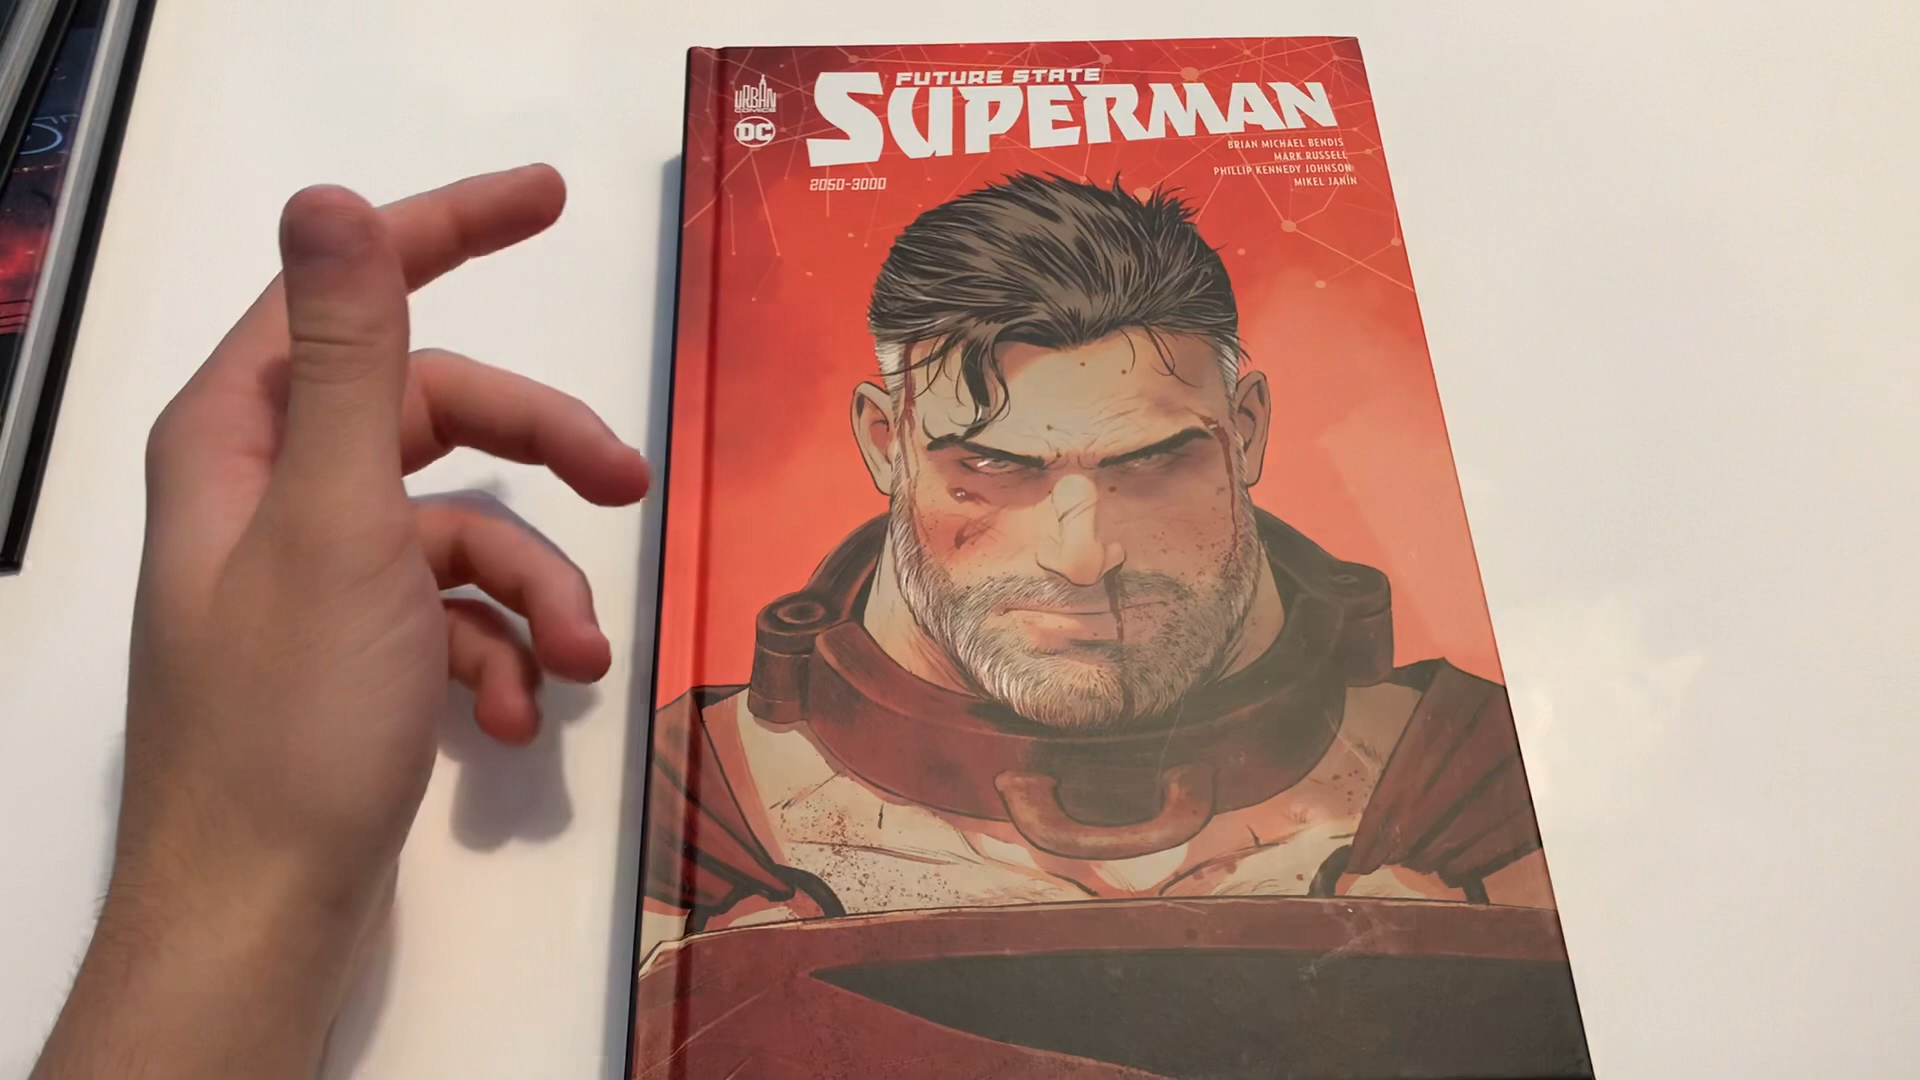 URBAN
COMICS
DC
FUTURE STATE
SUPERMAN
2050-3000
BRIAN MICHAEL BENDIS
MARK RUSSELL
PHILLIP KENNEDY JOHNSON
MIKEL JANÍN